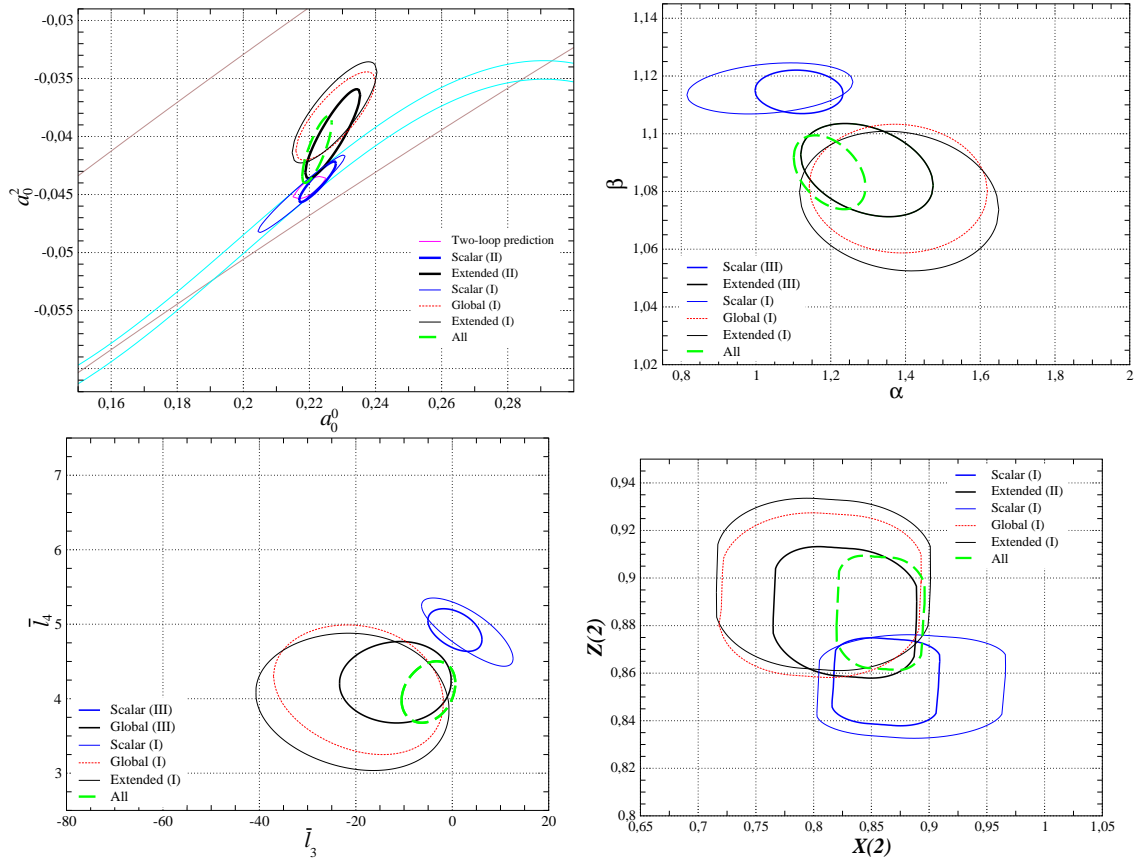 -0,03
-0,035
-0,04
-0,045
-0,05
-0,055
a²₀
0,16
0,18
0,2
0,22
0,24
0,26
0,28
a⁰₀
Two-loop prediction
Scalar (II)
Extended (II)
Scalar (I)
Global (I)
Extended (I)
All
1,14
1,12
1,1
1,08
1,06
1,04
1,02
β
0,8
1
1,2
1,4
1,6
1,8
2
α
Scalar (III)
Extended (III)
Scalar (I)
Global (I)
Extended (I)
All
7
6
5
4
3
l̄₄
-80
-60
-40
-20
0
20
l̄₃
Scalar (III)
Global (III)
Scalar (I)
Global (I)
Extended (I)
All
0,92
0,9
0,88
0,86
0,84
0,82
0,8
0,94
Z(2)
0,65
0,7
0,75
0,8
0,85
0,9
0,95
1
1,05
X(2)
Scalar (I)
Extended (II)
Scalar (I)
Global (I)
Extended (I)
All